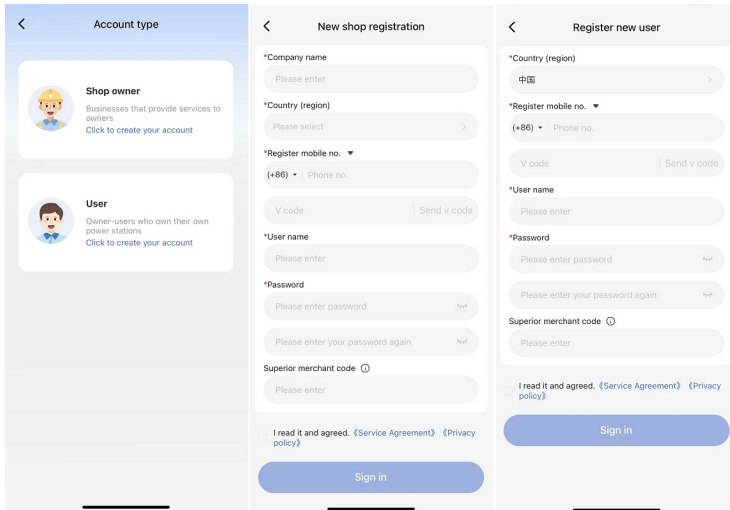 Account type
Shop owner
Businesses that provide services to
owners
Click to create your account
User
Owner-users who own their own
power stations
Click to create your account
New shop registration
*Company name
Please enter
*Country (region)
Please select
*Register mobile no. ▼
(+86) ▾ Phone no.
V code Send v code
*User name
Please enter
*Password
Please enter password
Please enter your password again
Superior merchant code
Please enter
I read it and agreed.《Service Agreement》《Privacy
policy》
Sign in
Register new user
*Country (region)
中国
*Register mobile no. ▼
(+86) ▾ Phone no.
V code Send v code
*User name
Please enter
*Password
Please enter password
Please enter your password again
Superior merchant code
Please enter
I read it and agreed.《Service Agreement》《Privacy
policy》
Sign in